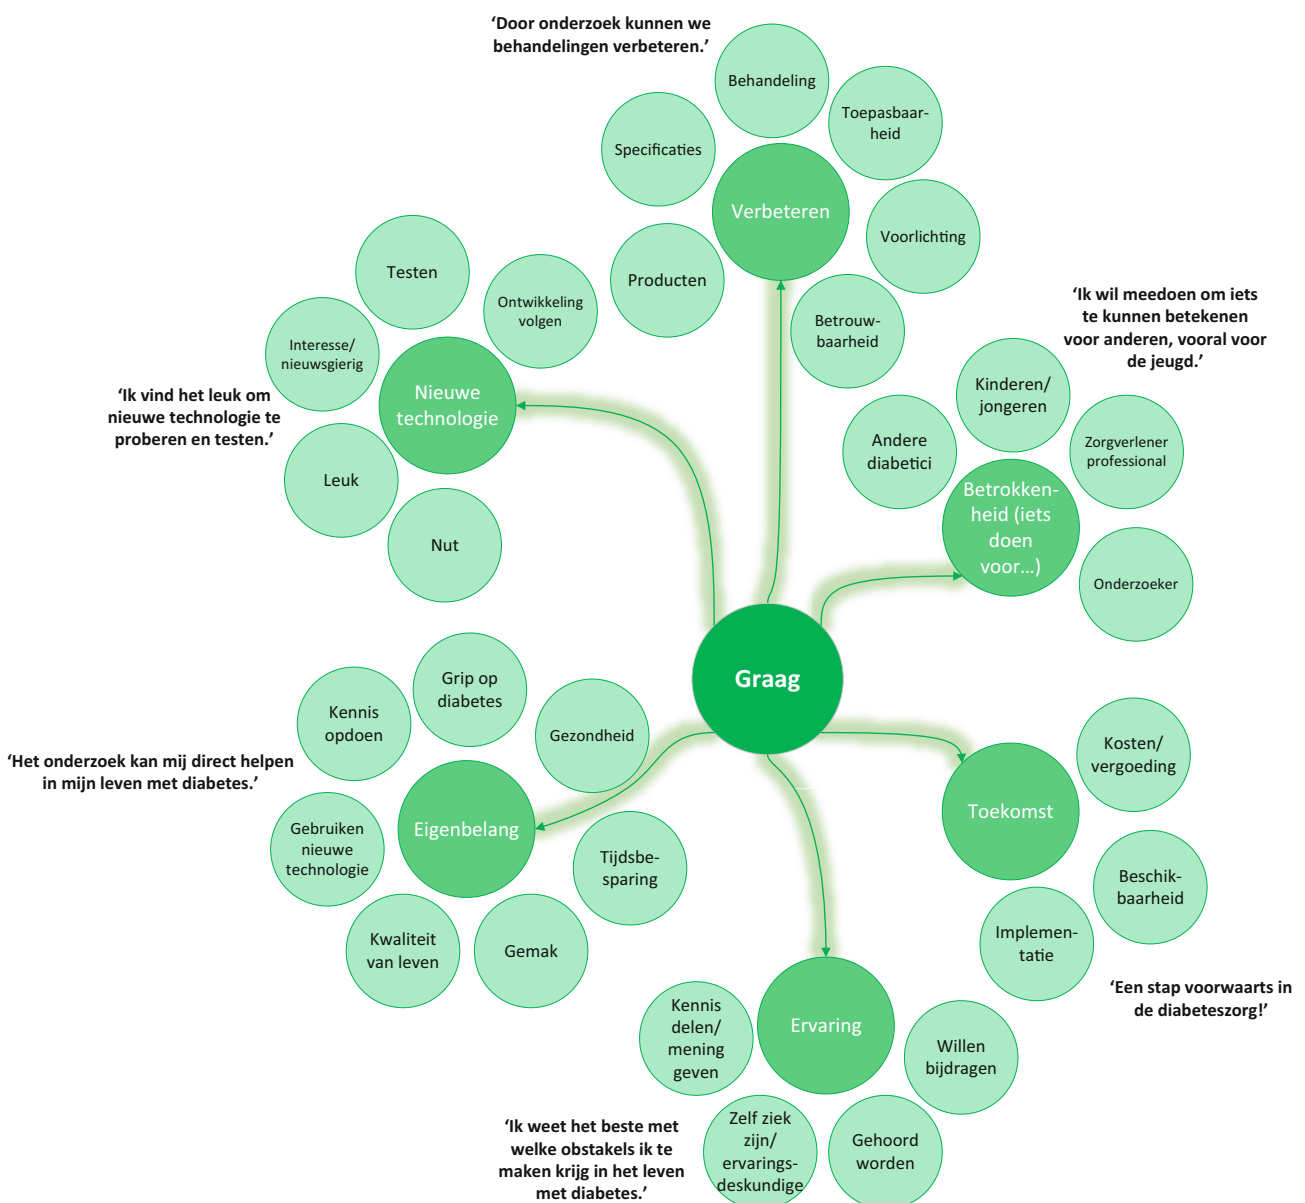 ‘Door onderzoek kunnen we
behandelingen verbeteren.’
Behandeling
Toepasbaar-
heid
Specificaties
Verbeteren
Voorlichting
Producten
Betrouw-
baarheid
Testen
Ontwikkeling
volgen
Interesse/
nieuwsgierig
Nieuwe
technologie
‘Ik vind het leuk om
nieuwe technologie te
proberen en testen.’
Leuk
Nut
‘Ik wil meedoen om iets
te kunnen betekenen
voor anderen, vooral voor
de jeugd.’
Kinderen/
jongeren
Andere
diabetici
Zorgverlener
professional
Betrokken-
heid (iets
doen
voor…)
Onderzoeker
Graag
Grip op
diabetes
Kennis
opdoen
Gezondheid
‘Het onderzoek kan mij direct helpen
in mijn leven met diabetes.’
Eigenbelang
Gebruiken
nieuwe
technologie
Tijdsbe-
sparing
Kwaliteit
van leven
Gemak
Kosten/
vergoeding
Toekomst
Beschik-
baarheid
Implemen-
tatie
‘Een stap voorwaarts in
de diabeteszorg!’
Kennis
delen/
mening
geven
Ervaring
Willen
bijdragen
Zelf ziek
zijn/
ervarings-
deskundige
Gehoord
worden
‘Ik weet het beste met
welke obstakels ik te
maken krijg in het leven
met diabetes.’